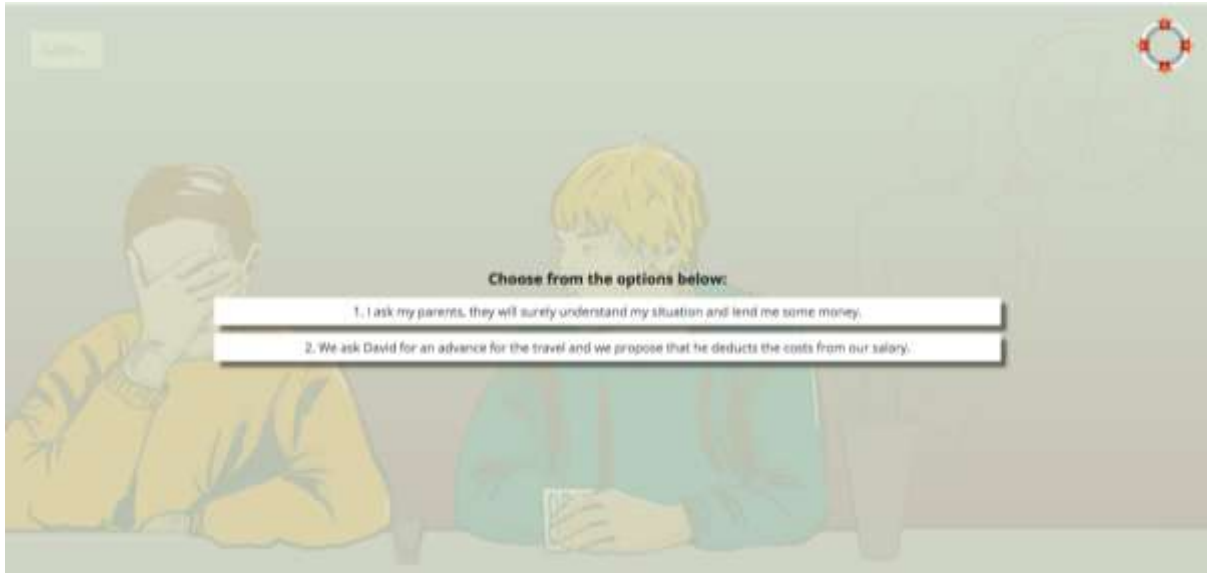 Choose from the options below:
1. I ask my parents, they will surely understand my situation and lend me some money.
2. We ask David for an advance for the travel and we propose that he deducts the costs from our salary.